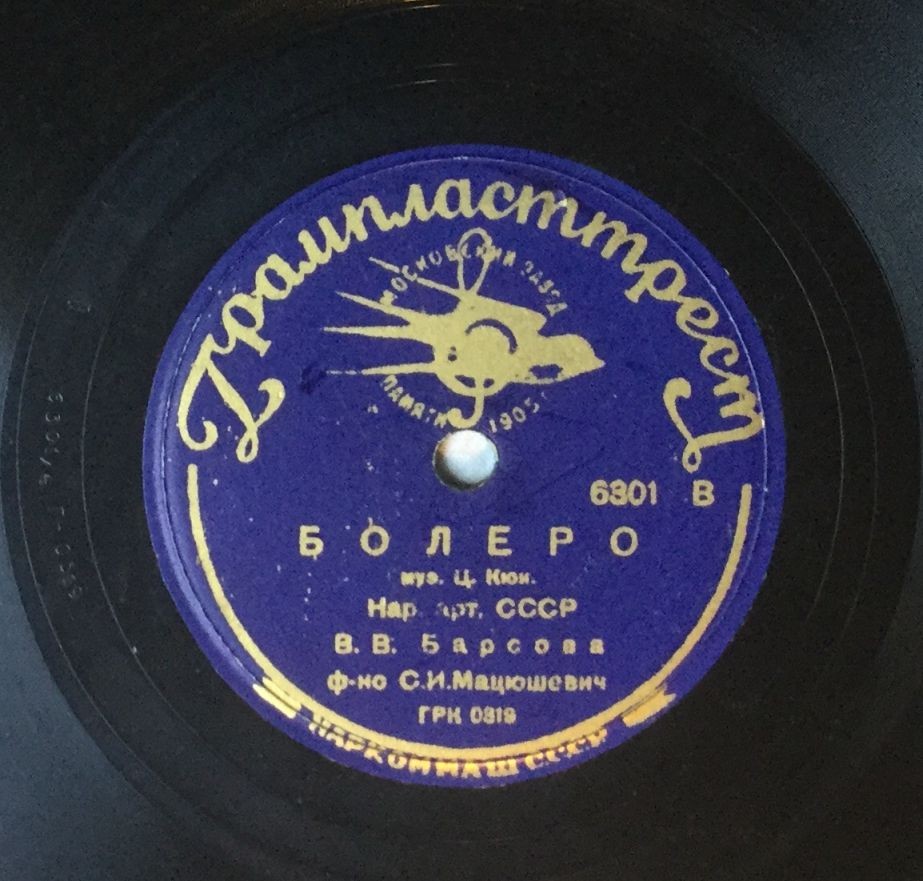 Грампласттрест
МОСКОВСКИЙ ЗАВОД
ПАМЯТИ 1905 г
6301 В
БОЛЕРО
муз. Ц. Кюи.
Нар. арт. СССР
В. В. Барсова
ф-но С.И.Мацюшевич
ГРК 0319
НАРКОММАШ СССР